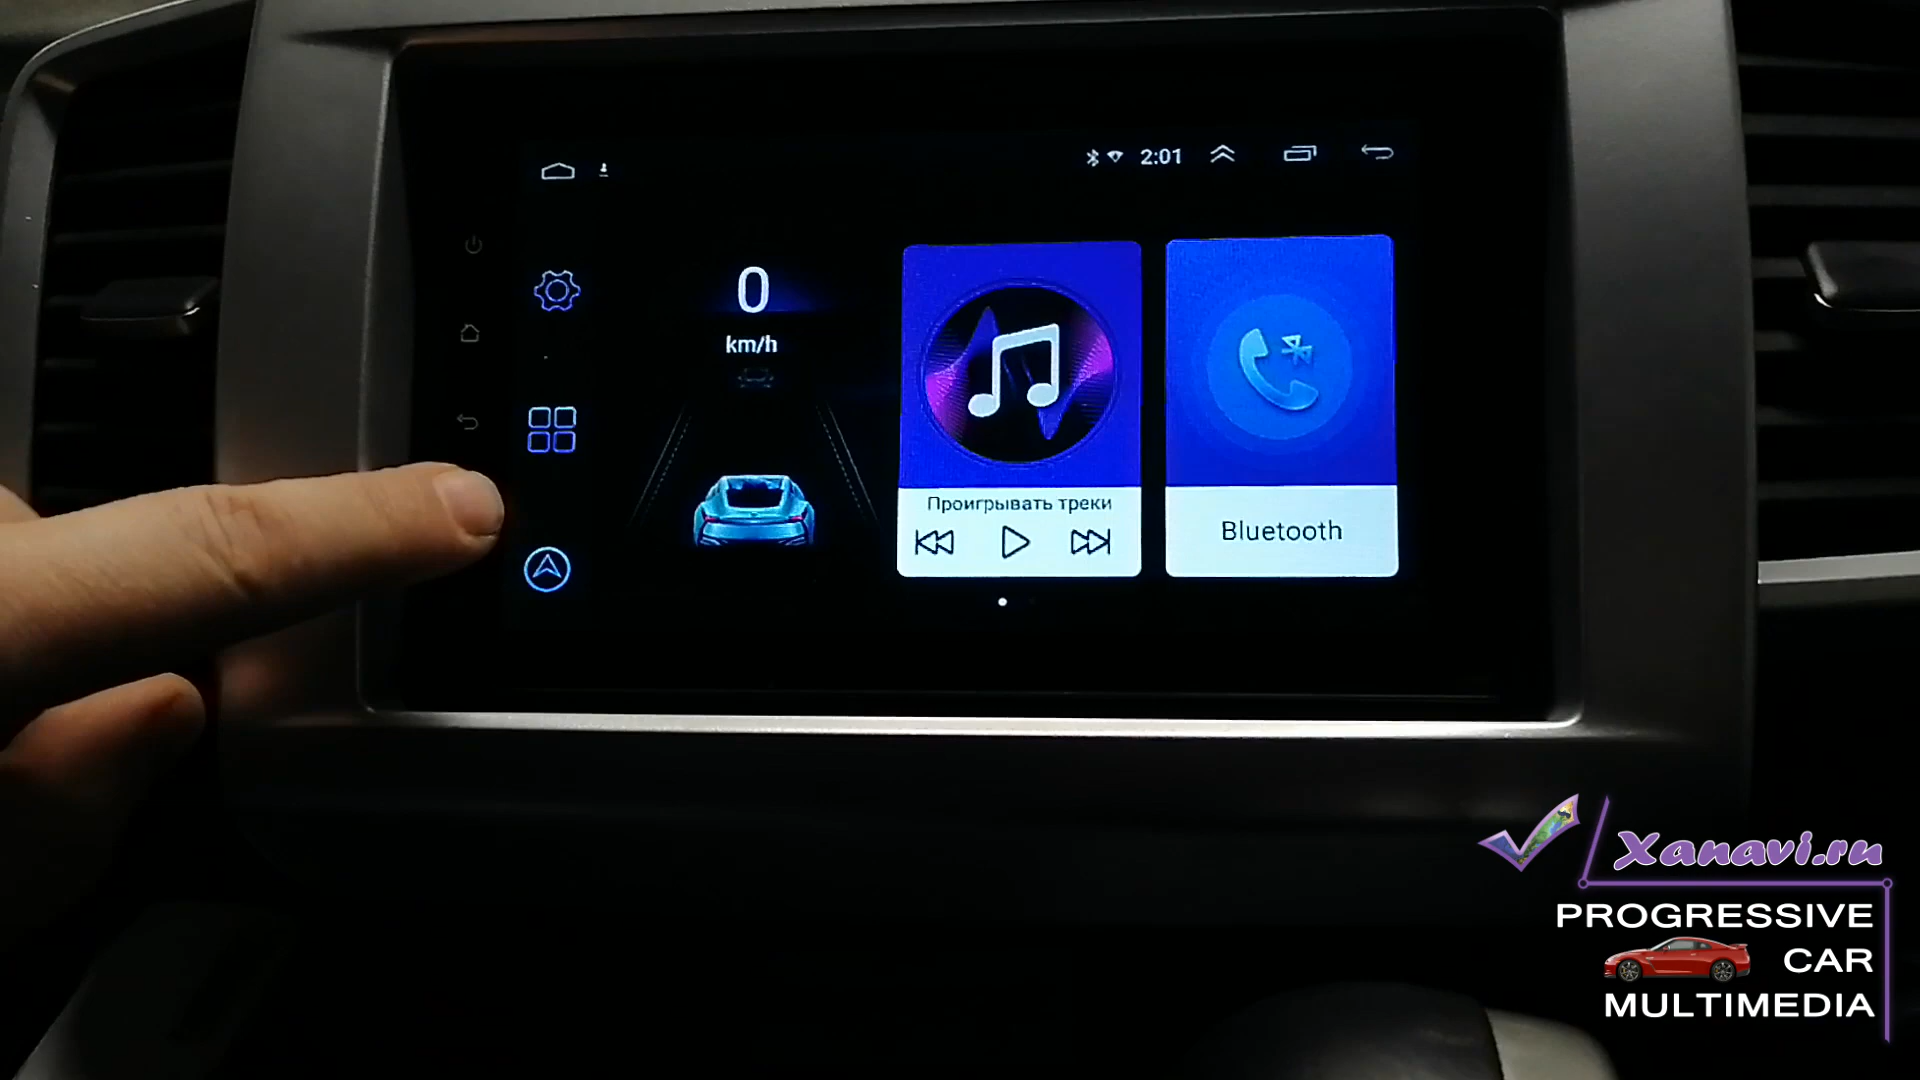 2:01
0
km/h
Проигрывать треки
Bluetooth
Xanavi.ru
PROGRESSIVE
CAR
MULTIMEDIA